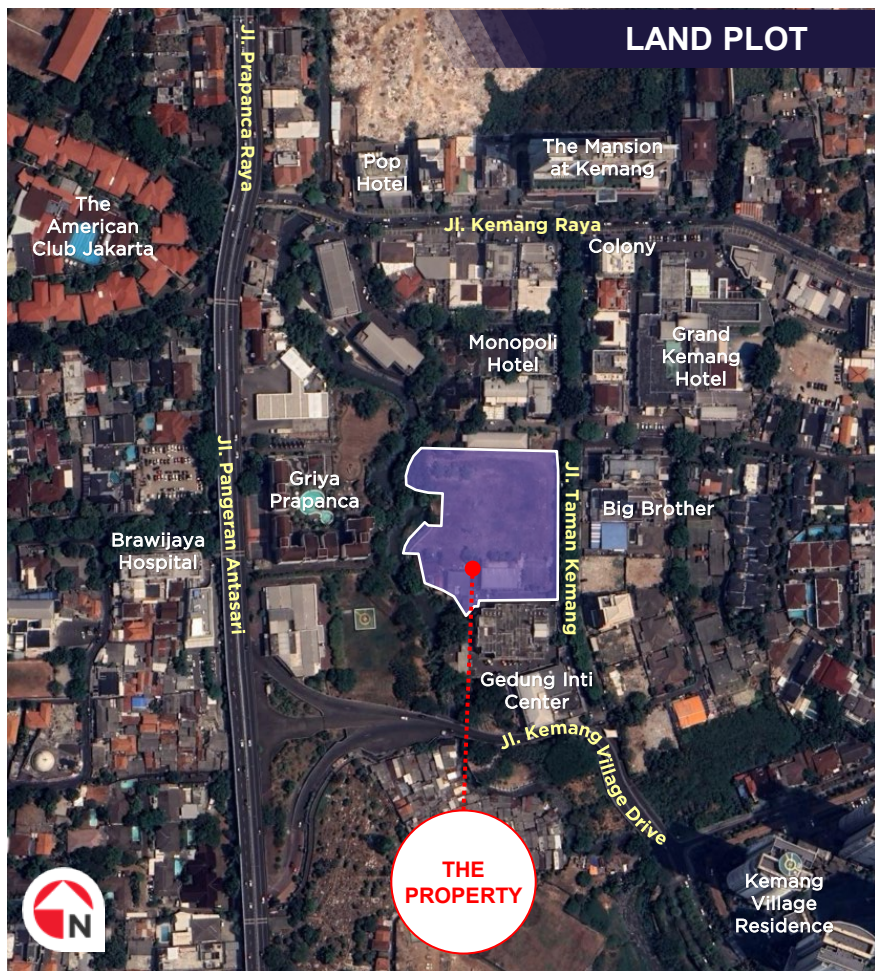 LAND PLOT
Jl. Prapanca Raya
Pop
Hotel
The Mansion
at Kemang
The
American
Club Jakarta
Jl. Kemang Raya
Colony
Monopoli
Hotel
Grand
Kemang
Hotel
Jl. Pangeran Antasari
Griya
Prapanca
Jl. Taman Kemang
Big Brother
Brawijaya
Hospital
Gedung Inti
Center
Jl. Kemang Village Drive
THE
PROPERTY
Kemang
Village
Residence
N